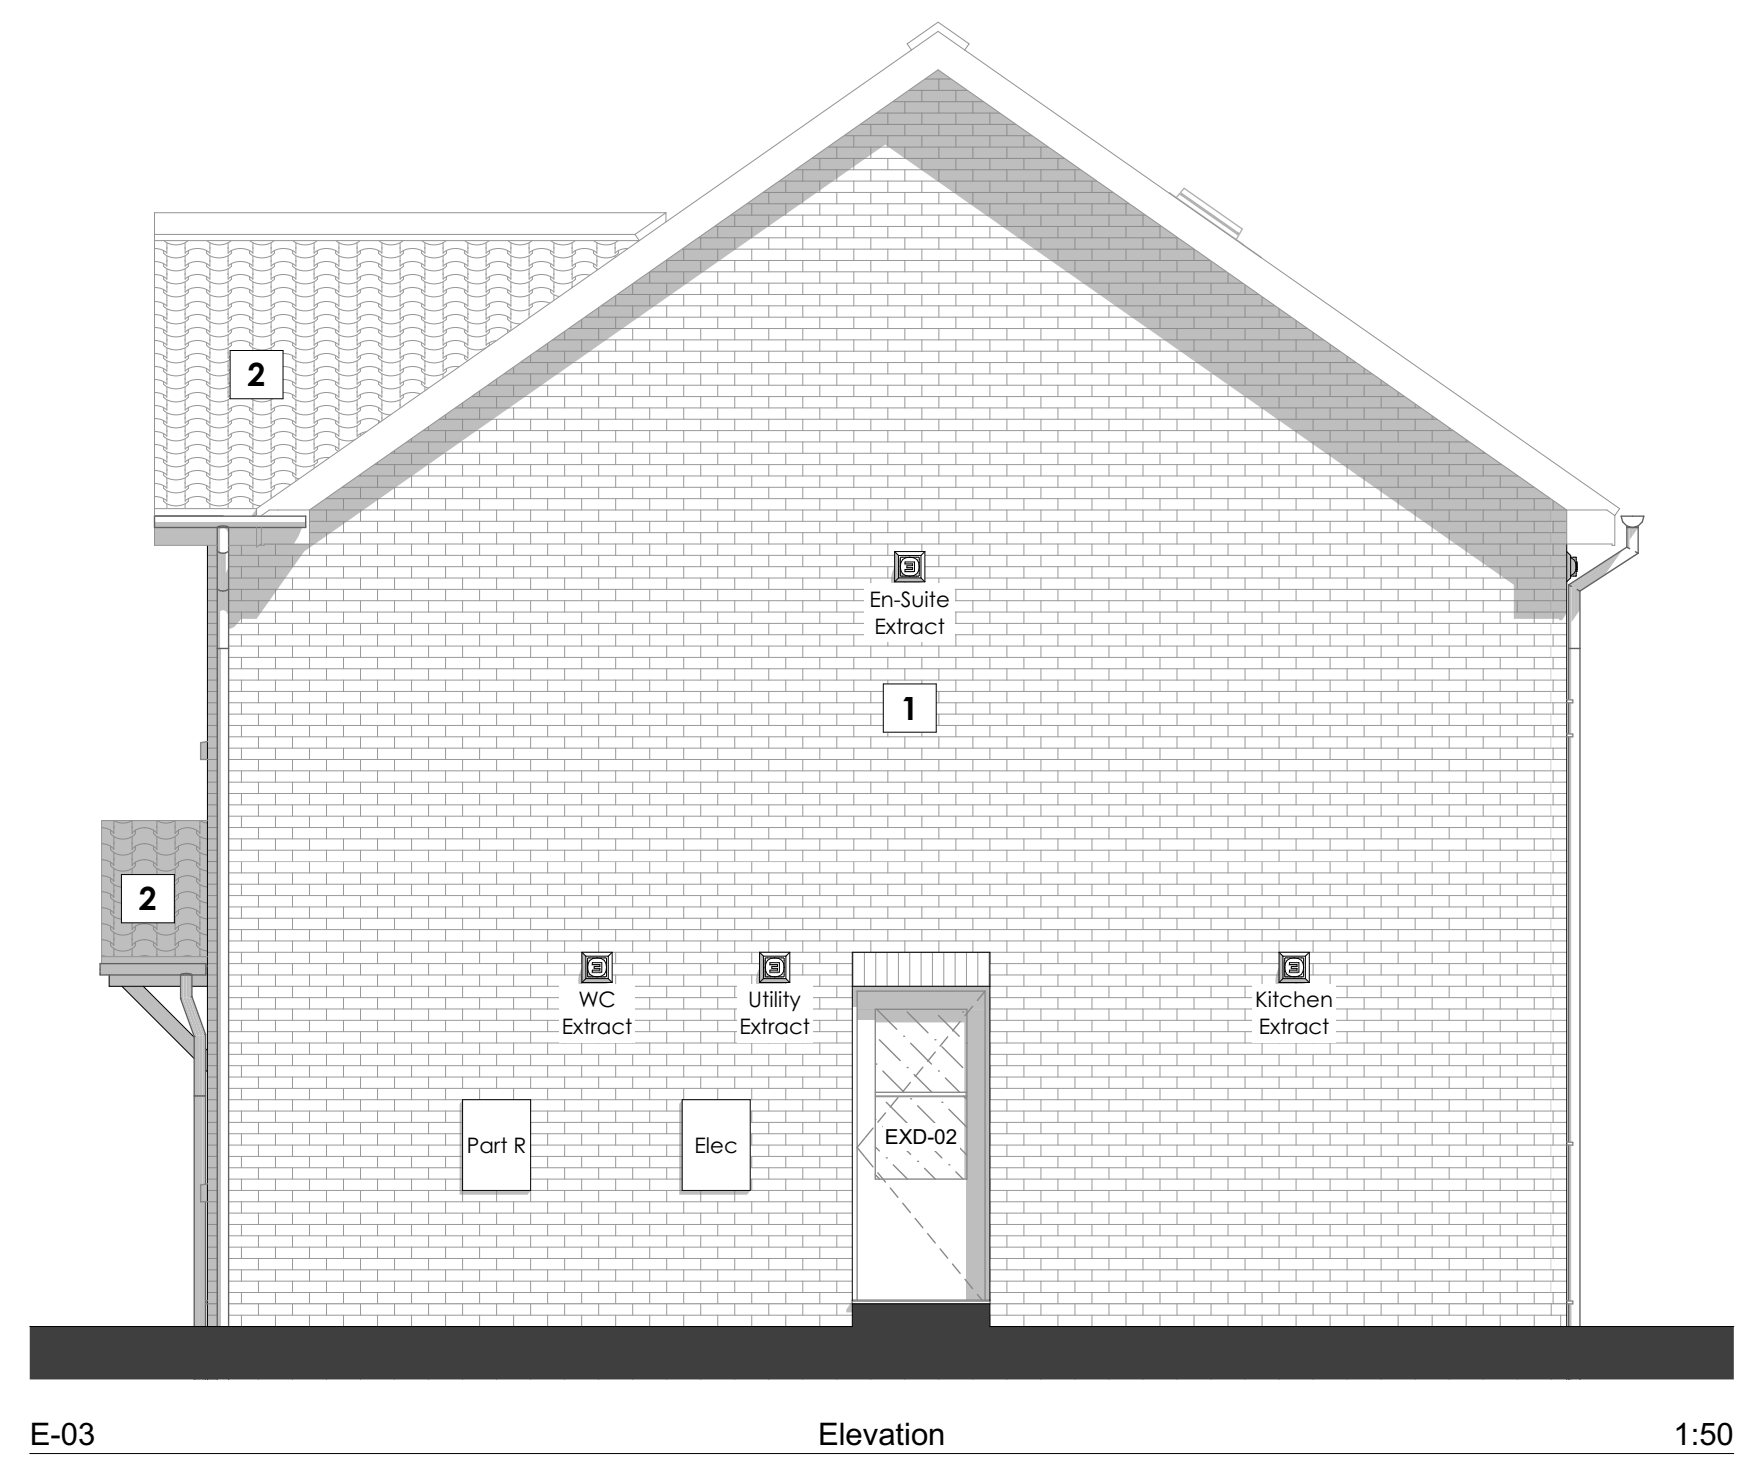 2
En-Suite
Extract
1
2
WC
Extract
Utility
Extract
Kitchen
Extract
Part R
Elec
EXD-02
E-03
Elevation
1:50